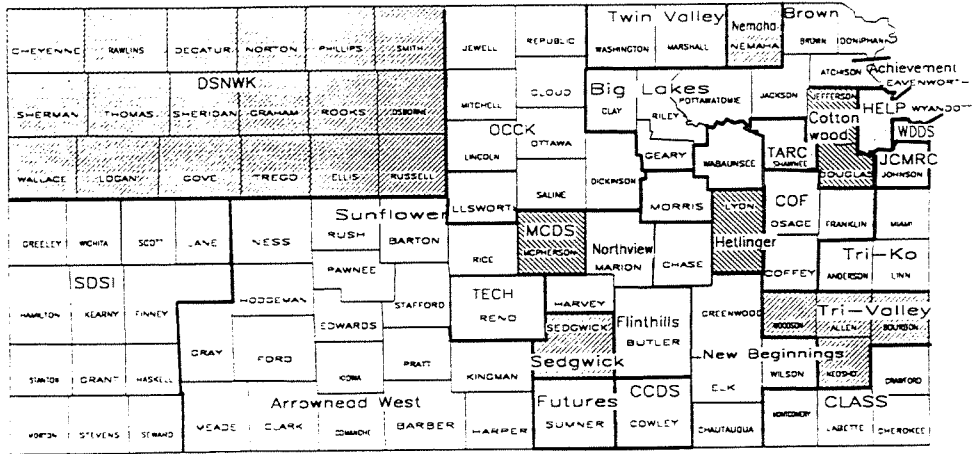 Twin Valley Brown
Nemaha
CHEYENNE RAWLINS DECATUR NORTON PHILLIPS SMITH JEWELL REPUBLIC WASHINGTON MARSHALL NEMAHA BROWN DONIPHAN
DSNWK
Big Lakes
ATCHISON Achievement
LEAVENWORTH
SHERMAN THOMAS SHERIDAN GRAHAM ROOKS OSBORNE MITCHELL CLOUD CLAY RILEY POTTAWATOMIE JACKSON JEFFERSON HELP WYANDOTTE
Cotton
wood
WDDS
OCCK
OTTAWA
LINCOLN
GEARY WABAUNSEE
TARC
SHAWNEE
JCMRC
JOHNSON
WALLACE LOGAN GOVE TREGO ELLIS RUSSELL SALINE DICKINSON DOUGLAS
ELLSWORTH
MORRIS
LYON
COF
OSAGE
FRANKLIN MIAMI
Sunflower
RUSH
BARTON
GREELEY WICHITA SCOTT LANE NESS RICE
MCDS
MCPHERSON
Northview
MARION CHASE
Hetlinger
COFFEY
Tri-Ko
ANDERSON LINN
PAWNEE
SDSI
HODGEMAN
STAFFORD
TECH
RENO
HARVEY
HAMILTON KEARNY FINNEY
EDWARDS
SEDGWICK
Sedgwick
Flinthills
BUTLER
GREENWOOD
WOODSON
Tri-Valley
ALLEN BOURBON
GRAY FORD
PRATT
KIOWA
KINGMAN
New Beginnings
ELK
WILSON NEOSHO
CRAWFORD
STANTON GRANT HASKELL
Arrowhead West
Futures
SUMNER
CCDS
COWLEY
CHAUTAUQUA
MONTGOMERY
CLASS
LABETTE CHEROKEE
MORTON STEVENS SEWARD MEADE CLARK COMANCHE BARBER HARPER